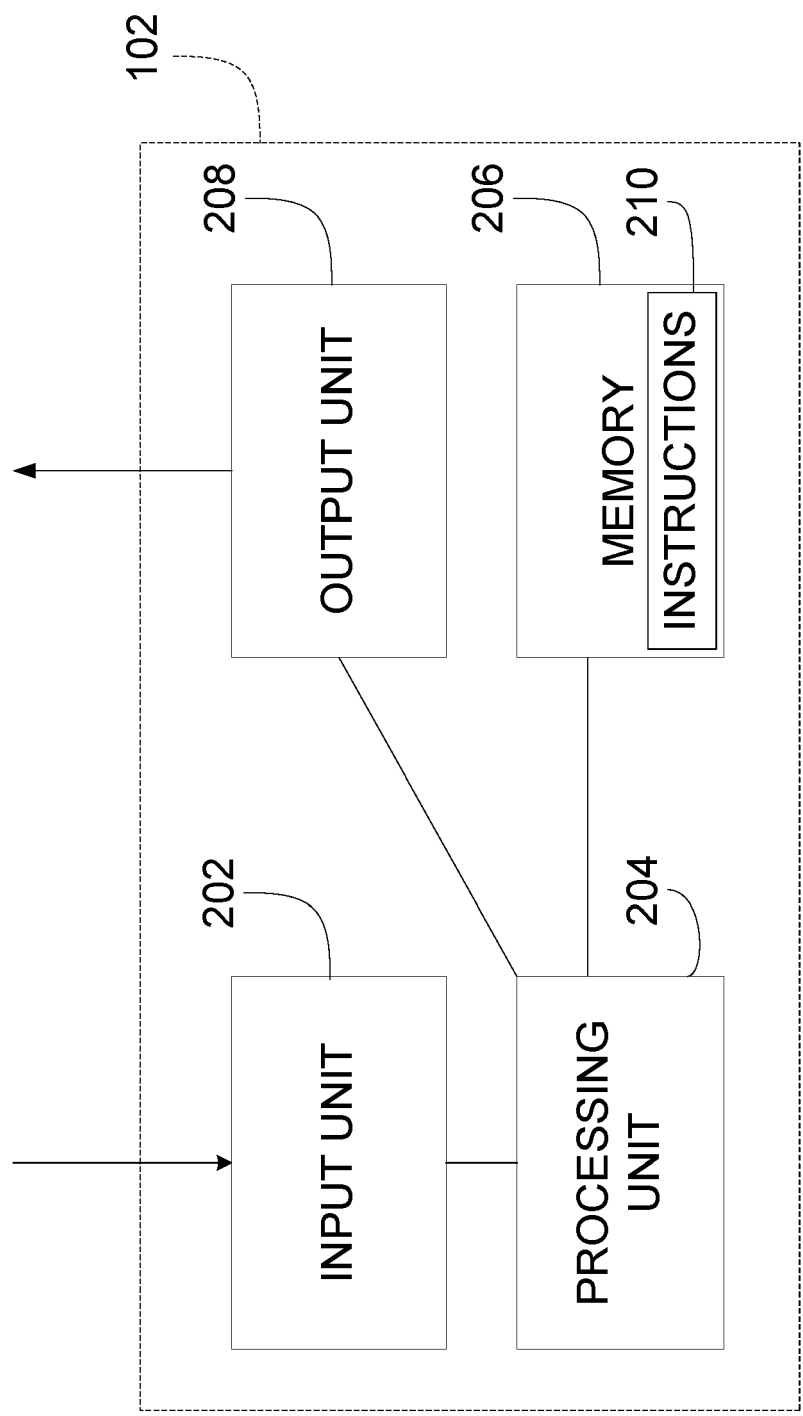 102
202
INPUT UNIT
208
OUTPUT UNIT
204
PROCESSING
UNIT
206
MEMORY
210
INSTRUCTIONS